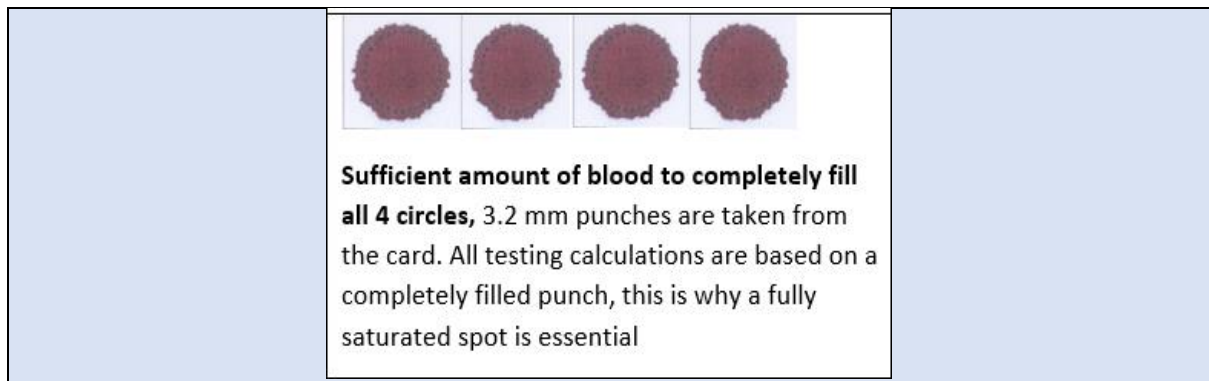 Sufficient amount of blood to completely fill
all 4 circles, 3.2 mm punches are taken from
the card. All testing calculations are based on a
completely filled punch, this is why a fully
saturated spot is essential